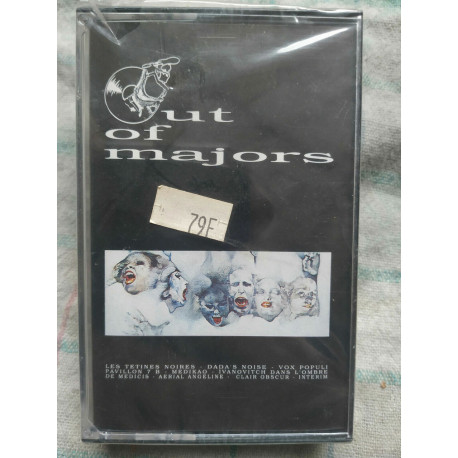 Out
of
majors
79F
LES TETINES NOIRES - DADA'S NOISE - VOX POPULI
PAVILLON 7 B - MEDIKAO - IVANOVITCH DANS L'OMBRE
DE MEDICIS - AERIAL ANGELINE - CLAIR OBSCUR - INTERIM